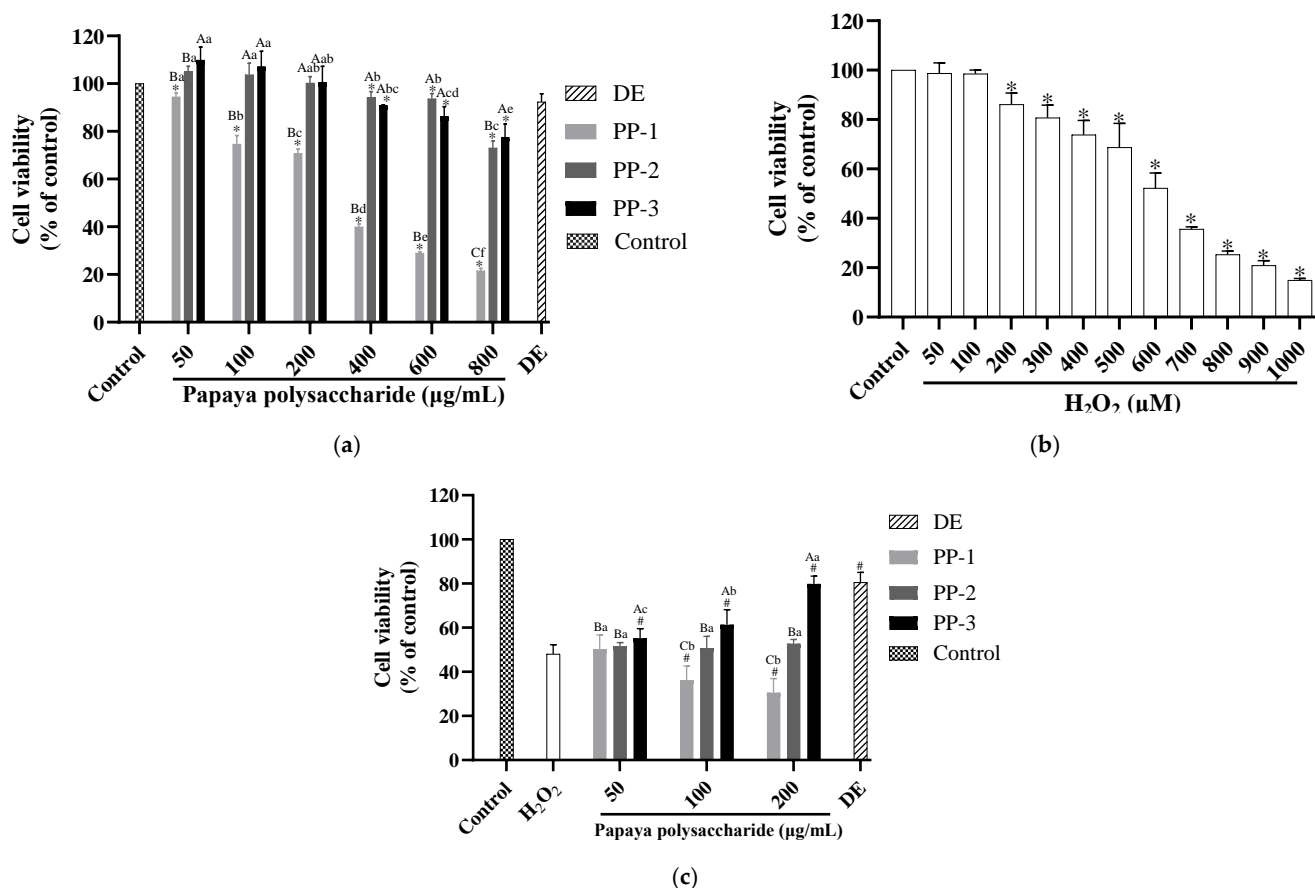 120
100
80
60
40
20
0
Cell viability
(% of control)
Ba
*
Ba
Aa
Bb
*
Aa
Aa
Bc
*
Aab
Aab
Bd
*
Ab
*
Abc
*
Be
*
Ab
*
Acd
*
Cf
*
Bc
*
Ae
*
Control
50
100
200
400
600
800
DE
Papaya polysaccharide (μg/mL)
DE
PP-1
PP-2
PP-3
Control
(a)
120
100
80
60
40
20
0
Cell viability
(% of control)
*
*
*
*
*
*
*
*
*
Control
50
100
200
300
400
500
600
700
800
900
1000
H₂O₂ (μM)
(b)
120
100
80
60
40
20
0
Cell viability
(% of control)
Ba
Ba
Ac
#
Cb
#
Ba
Ab
#
Cb
#
Ba
Aa
#
#
Control
H₂O₂
50
100
200
DE
Papaya polysaccharide (μg/mL)
DE
PP-1
PP-2
PP-3
Control
(c)